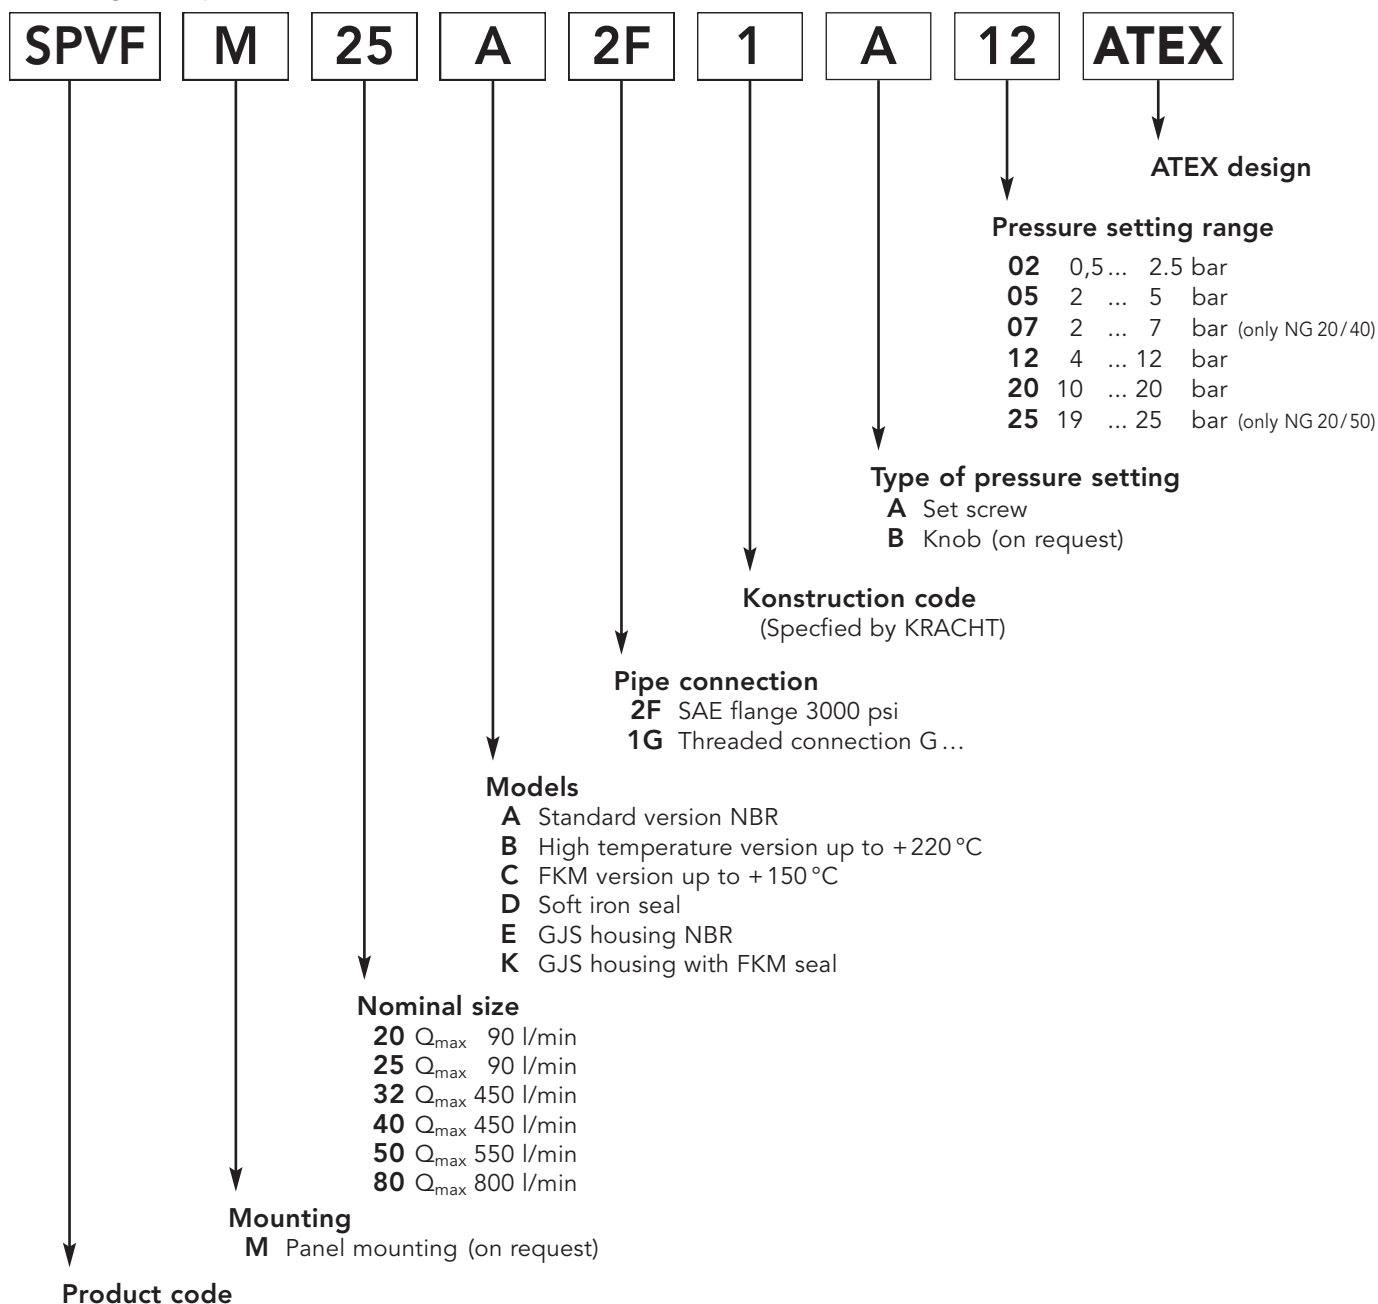 SPVF M 25 A 2F 1 A 12 ATEX
ATEX design
Pressure setting range
02 0,5... 2.5 bar
05 2 ... 5 bar
07 2 ... 7 bar (only NG 20/40)
12 4 ... 12 bar
20 10 ... 20 bar
25 19 ... 25 bar (only NG 20/50)
Type of pressure setting
A Set screw
B Knob (on request)
Konstruction code
(Specfied by KRACHT)
Pipe connection
2F SAE flange 3000 psi
1G Threaded connection G...
Models
A Standard version NBR
B High temperature version up to +220 °C
C FKM version up to +150 °C
D Soft iron seal
E GJS housing NBR
K GJS housing with FKM seal
Nominal size
20 Qmax 90 l/min
25 Qmax 90 l/min
32 Qmax 450 l/min
40 Qmax 450 l/min
50 Qmax 550 l/min
80 Qmax 800 l/min
Mounting
M Panel mounting (on request)
Product code